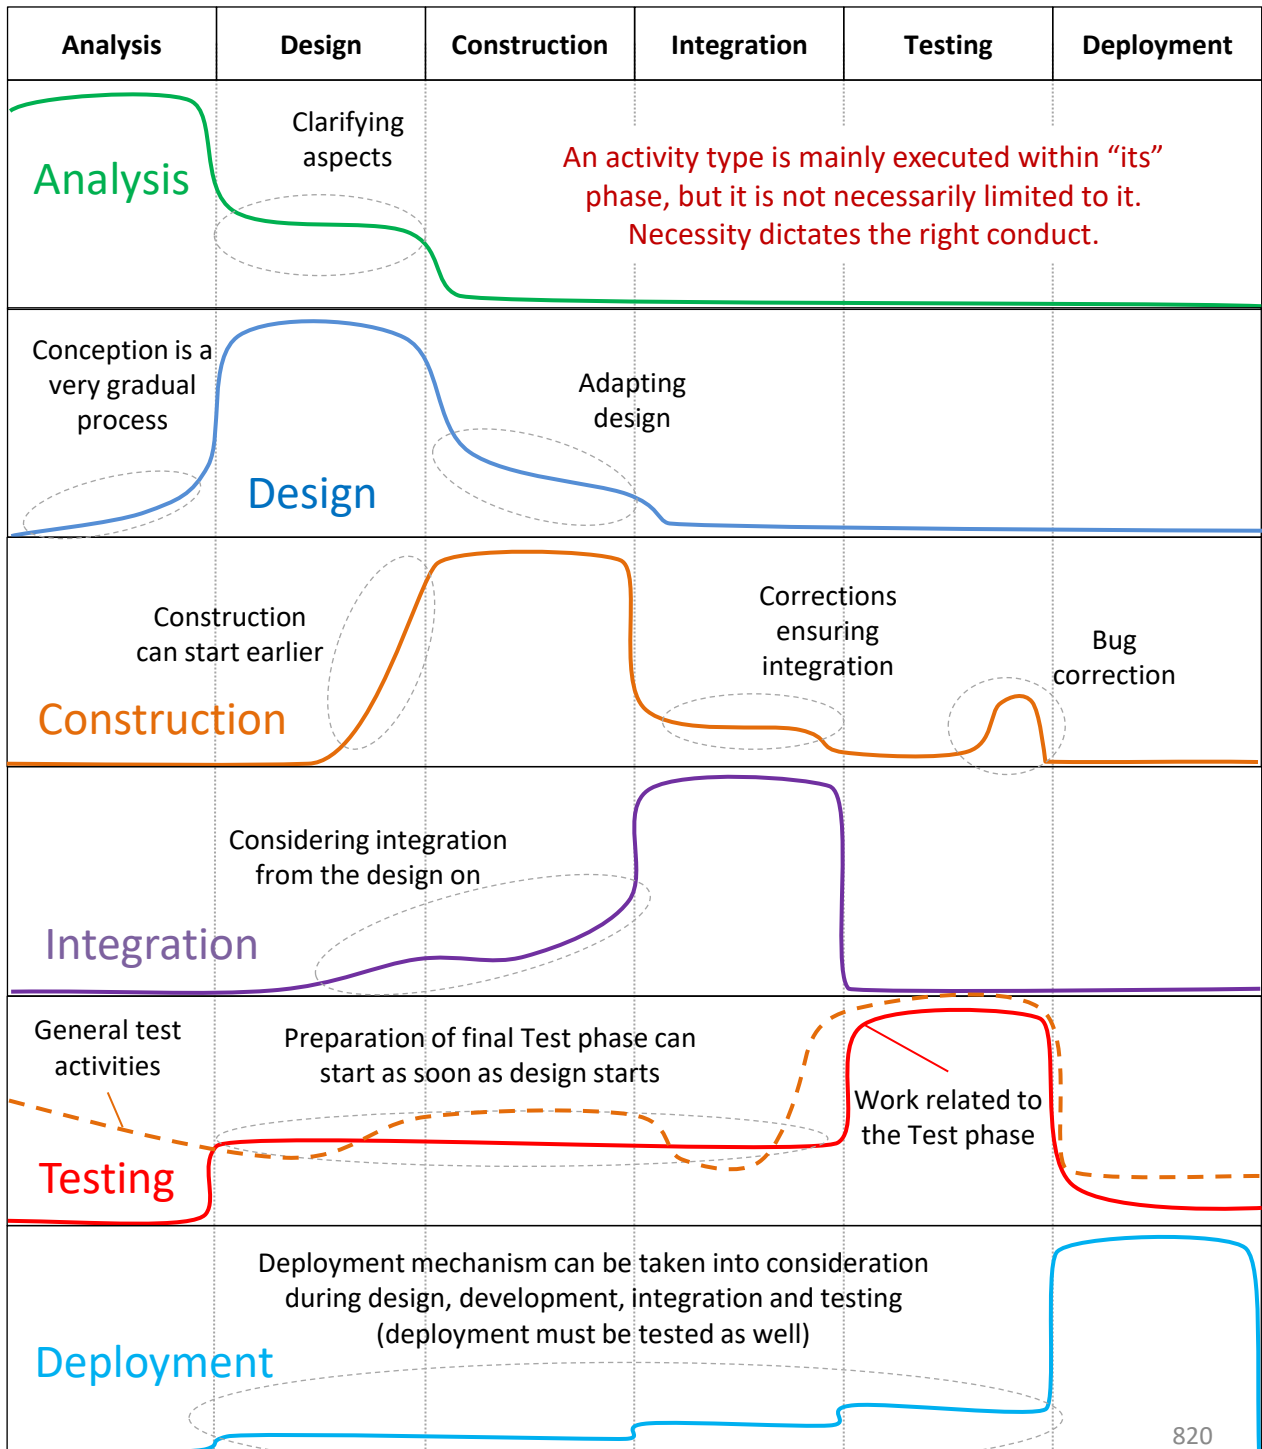 Analysis
Design
Construction
Integration
Testing
Deployment
Clarifying
aspects
Analysis
An activity type is mainly executed within “its”
phase, but it is not necessarily limited to it.
Necessity dictates the right conduct.
Conception is a
very gradual
process
Adapting
design
Design
Construction
can start earlier
Corrections
ensuring
integration
Bug
correction
Construction
Considering integration
from the design on
Integration
General test
activities
Preparation of final Test phase can
start as soon as design starts
Work related to
the Test phase
Testing
Deployment mechanism can be taken into consideration
during design, development, integration and testing
(deployment must be tested as well)
Deployment
820